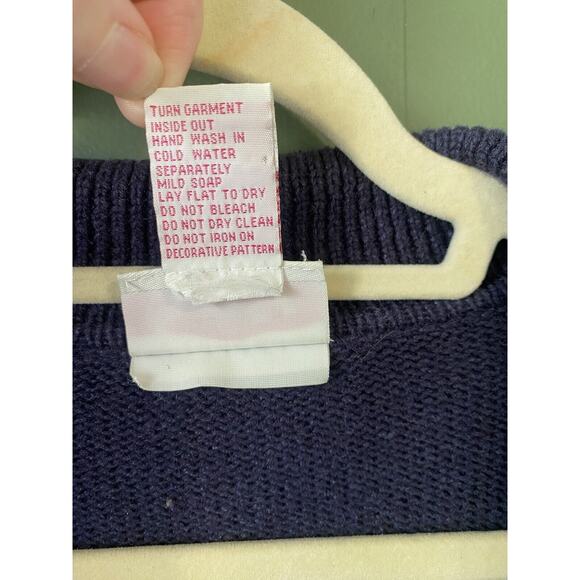 TURN GARMENT
INSIDE OUT
HAND WASH IN
COLD WATER
SEPARATELY
MILD SOAP
LAY FLAT TO DRY
DO NOT BLEACH
DO NOT DRY CLEAN
DO NOT IRON ON
DECORATIVE PATTERN